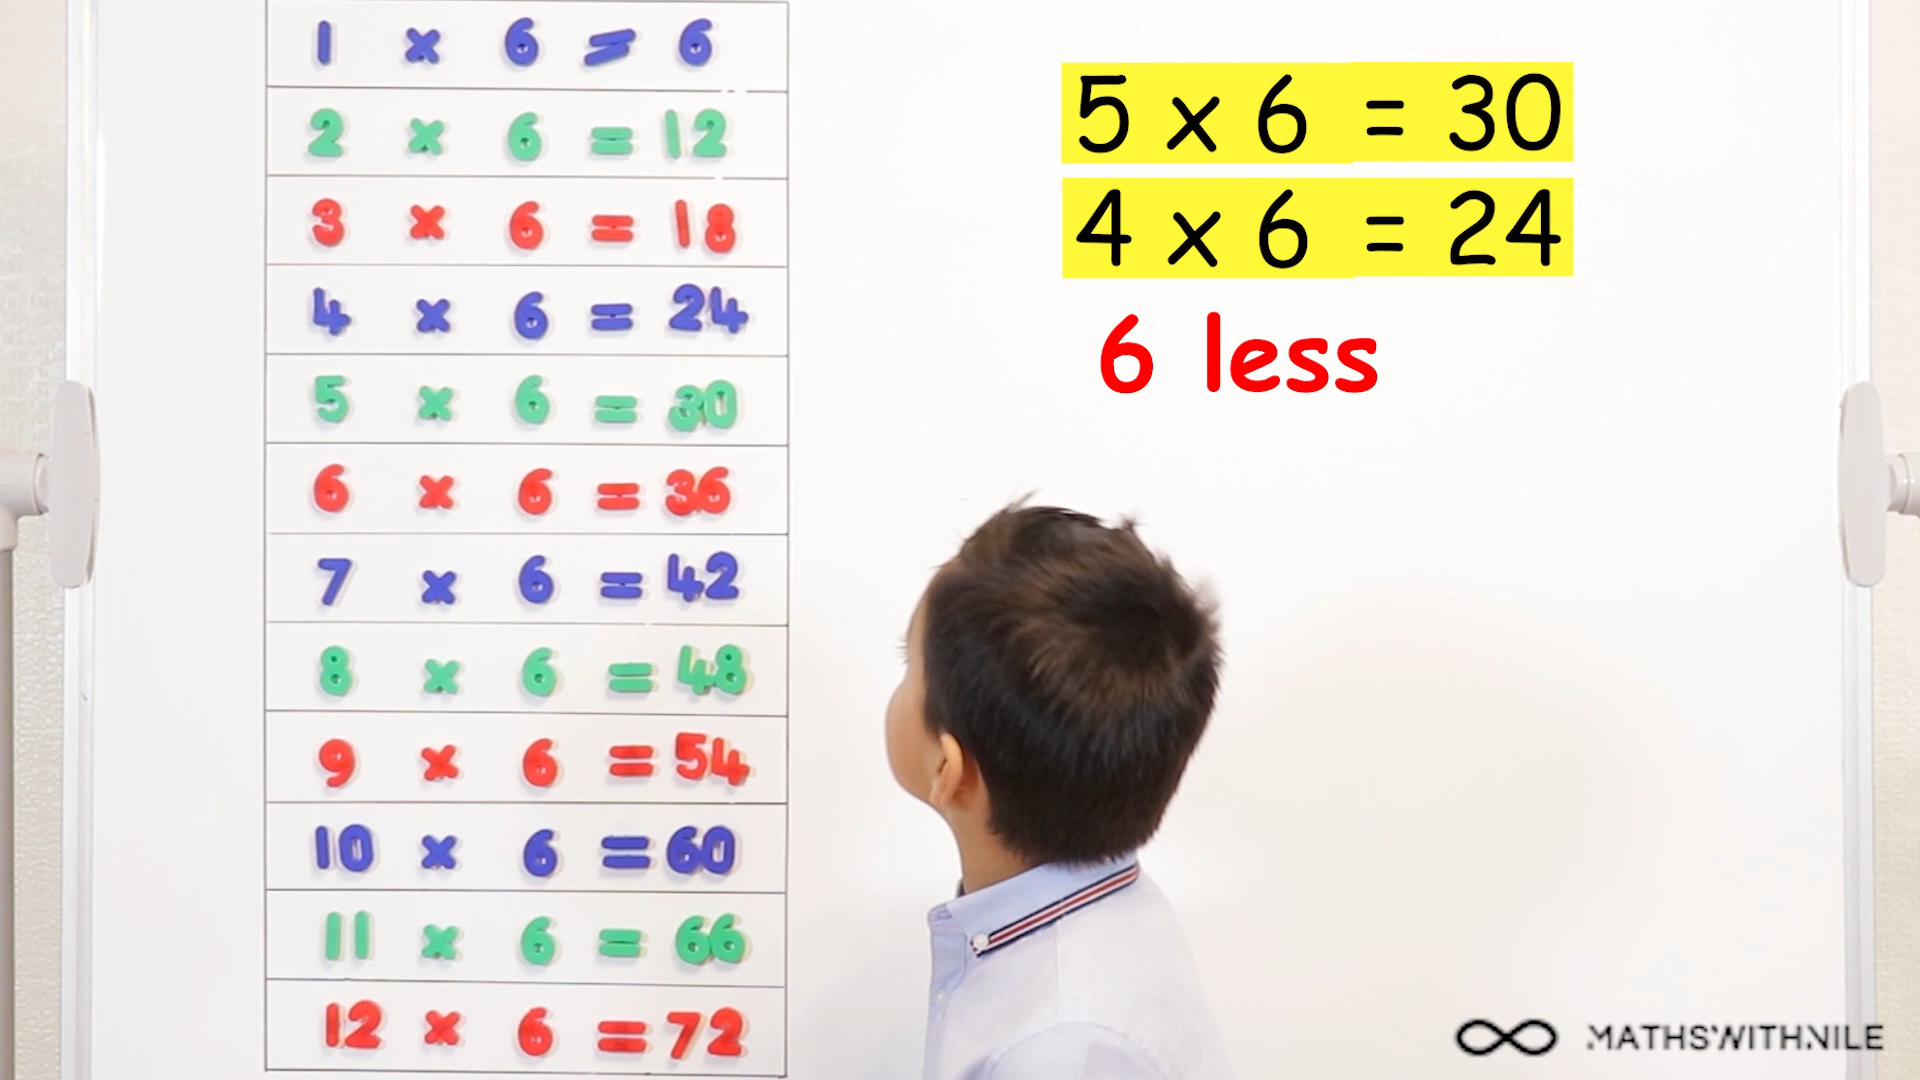 1 x 6 = 6
2 x 6 = 12
3 x 6 = 18
4 x 6 = 24
5 x 6 = 30
6 x 6 = 36
7 x 6 = 42
8 x 6 = 48
9 x 6 = 54
10 x 6 = 60
11 x 6 = 66
12 x 6 = 72
5 x 6 = 30
4 x 6 = 24
6 less
MATHSWITHNILE